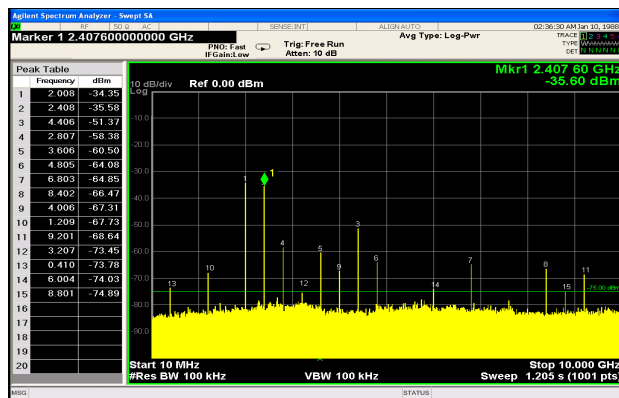 Agilent Spectrum Analyzer - Swept SA
RF 50 Ω AC SENSE:INT ALIGN AUTO 02:36:30 AM Jan 10, 1988
Marker 1 2.407600000000 GHz Avg Type: Log-Pwr TRACE 1 2 3 4 5
PNO: Fast Trig: Free Run TYPE
IFGain:Low Atten: 10 dB DET N N N N N
Peak Table
Frequency dBm
1 2.008 -34.35
2 2.408 -35.58
3 4.406 -51.37
4 2.807 -58.38
5 3.606 -60.50
6 4.805 -64.08
7 6.803 -64.85
8 8.402 -66.47
9 4.006 -67.31
10 1.209 -67.73
11 9.201 -68.64
12 3.207 -73.45
13 0.410 -73.78
14 6.004 -74.03
15 8.801 -74.89
16
17
18
19
20
Mkr1 2.407 60 GHz
10 dB/div Ref 0.00 dBm -35.60 dBm
Log
-10.0
-20.0
-30.0
-40.0
-50.0
-60.0
-70.0
-80.0
-90.0
1
1
3
4
5
6
7
8
9
10
11
12
13
14
15
-75.00 dBm
Start 10 MHz Stop 10.000 GHz
#Res BW 100 kHz VBW 100 kHz Sweep 1.205 s (1001 pts)
MSG STATUS